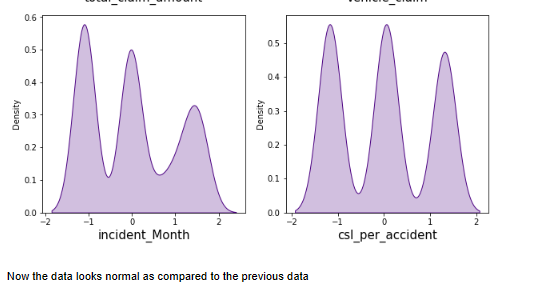 total_claim_amount
vehicle_claim
0.6
0.5
0.4
0.3
0.2
0.1
0.0
Density
−2 −1 0 1 2
incident_Month
0.5
0.4
0.3
0.2
0.1
0.0
Density
−2 −1 0 1 2
csl_per_accident
Now the data looks normal as compared to the previous data